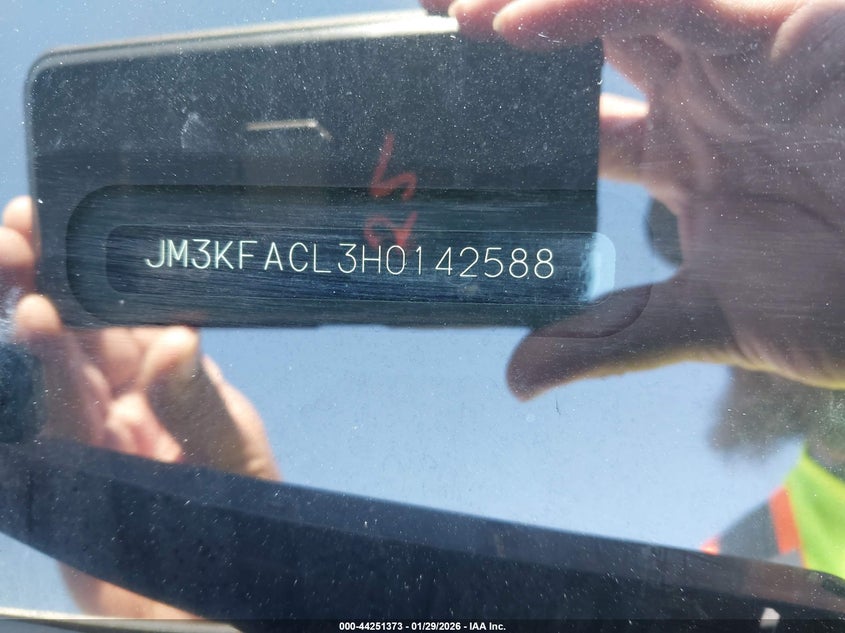 JM3KFACL3H0142588
000-44251373 - 01/29/2026 - IAA Inc.